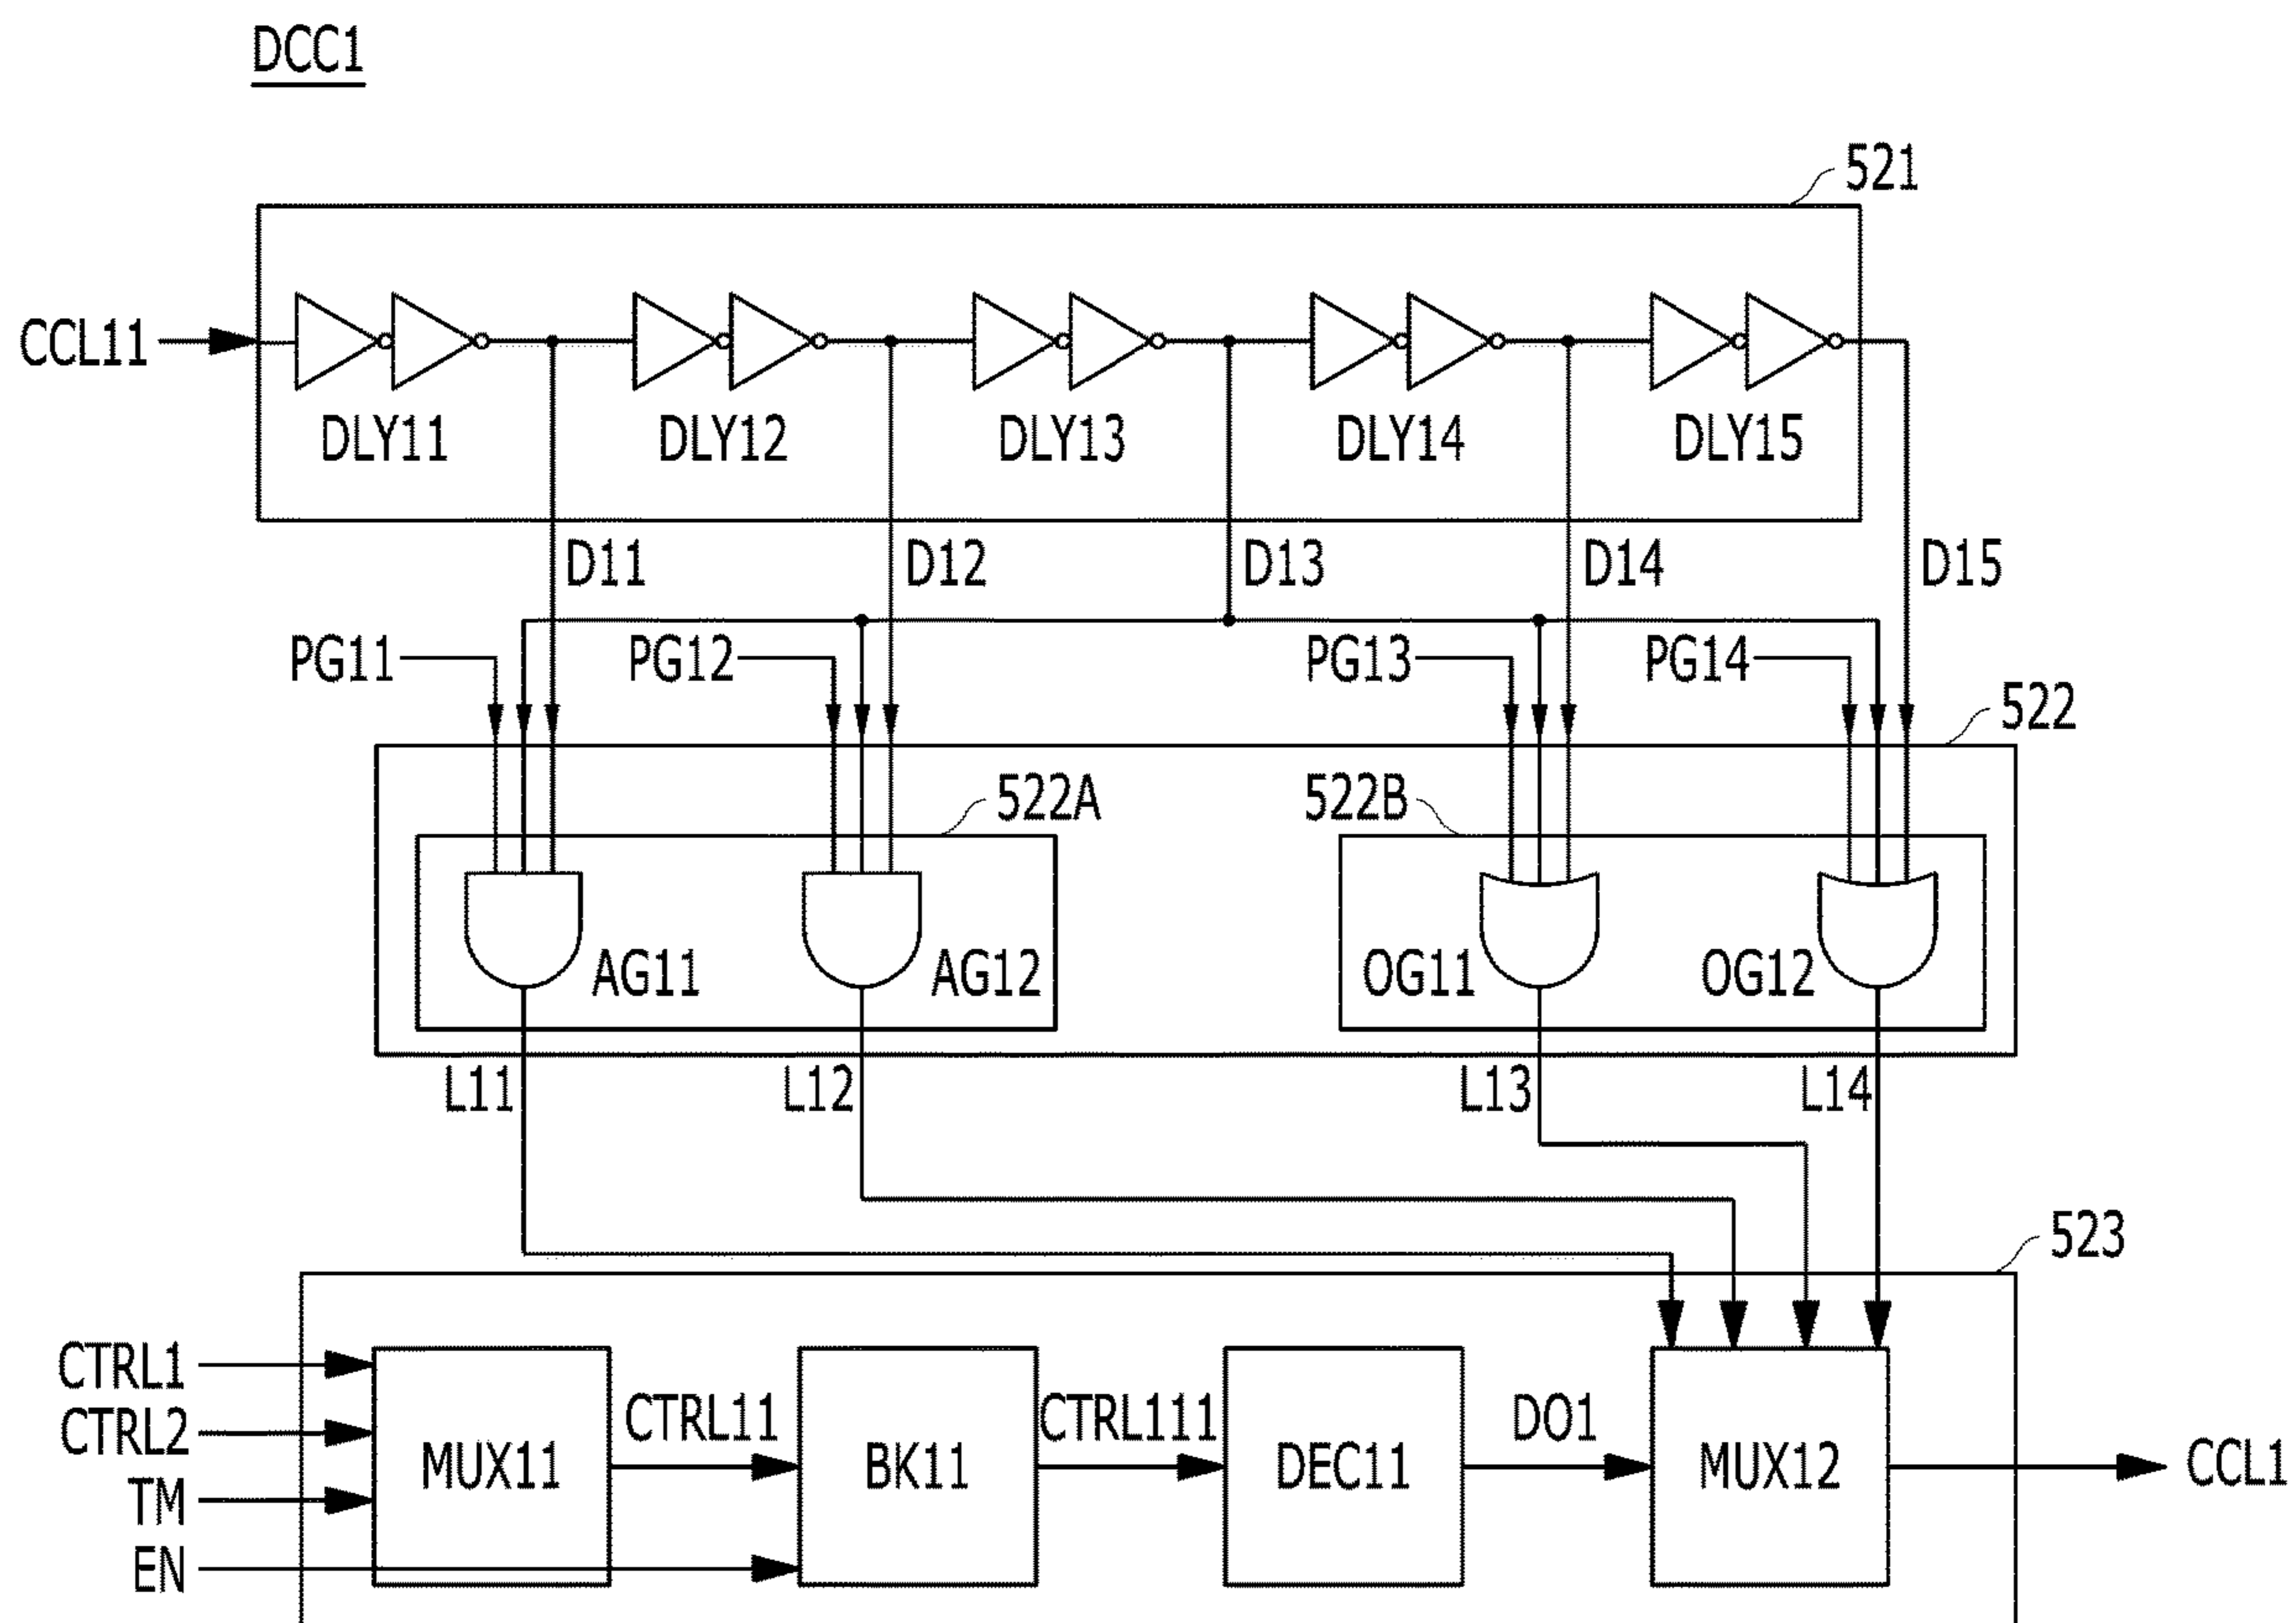 DCC1
521
CCL11
DLY11 DLY12 DLY13 DLY14 DLY15
D11 D12 D13 D14 D15
PG11 PG12 PG13 PG14
522
522A 522B
AG11 AG12 OG11 OG12
L11 L12 L13 L14
523
CTRL1
CTRL2
TM
EN
MUX11 CTRL11 BK11 CTRL111 DEC11 DO1 MUX12 CCL1